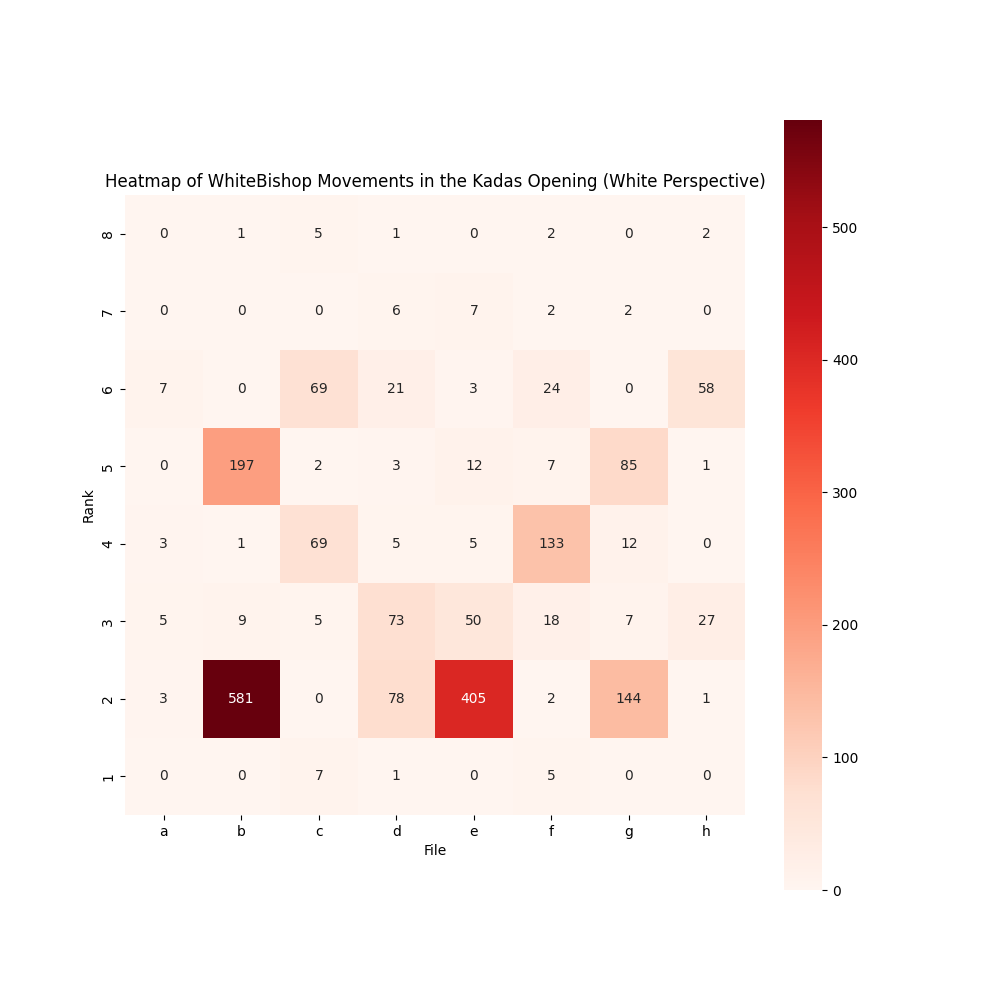 Heatmap of WhiteBishop Movements in the Kadas Opening (White Perspective)
8 0 1 5 1 0 2 0 2
7 0 0 0 6 7 2 2 0
6 7 0 69 21 3 24 0 58
5 0 197 2 3 12 7 85 1
4 3 1 69 5 5 133 12 0
3 5 9 5 73 50 18 7 27
2 3 581 0 78 405 2 144 1
1 0 0 7 1 0 5 0 0
a b c d e f g h
File
Rank
500
400
300
200
100
0